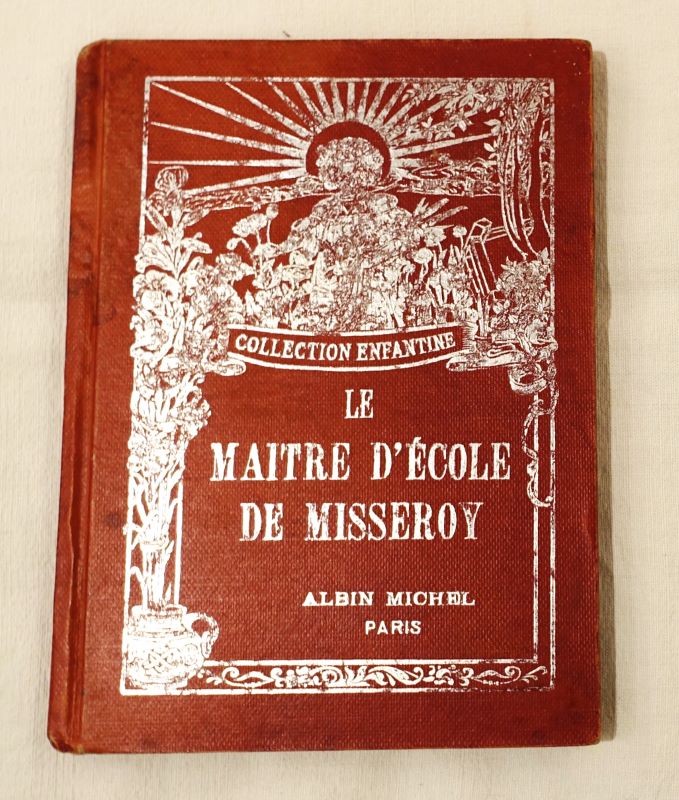 COLLECTION ENFANTINE
LE
MAITRE D'ÉCOLE
DE MISSEROY
ALBIN MICHEL
PARIS